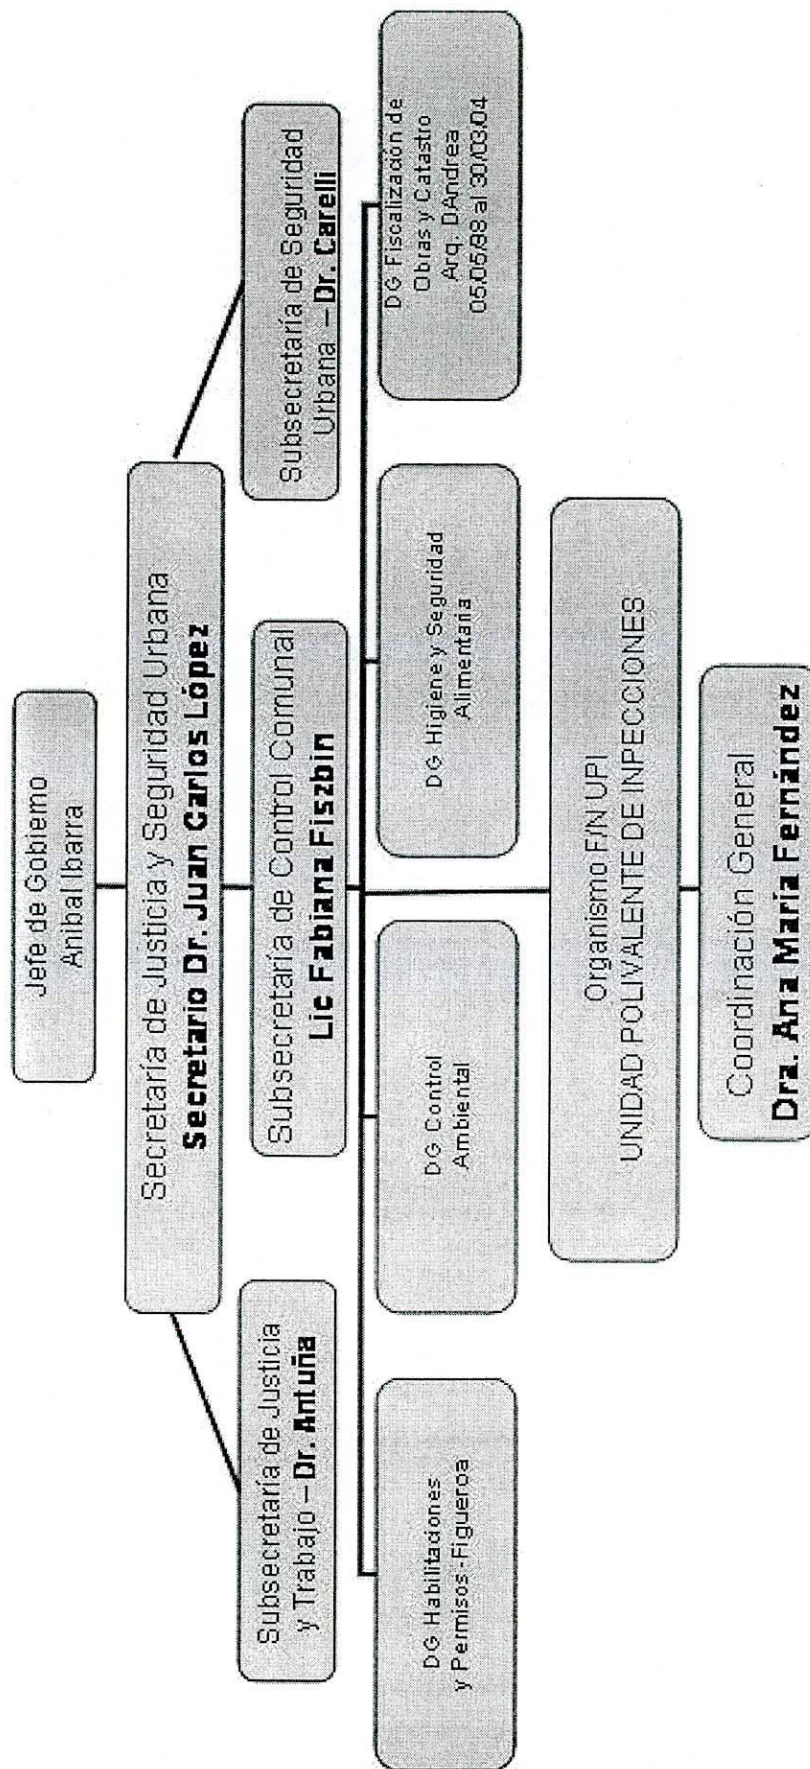 Jefe de Gobierno
Anibal Ibarra
Secretaría de Justicia y Seguridad Urbana
Secretario Dr. Juan Carlos López
Subsecretaría de Justicia
y Trabajo – Dr. Antuña
Subsecretaría de Control Comunal
Lic Fabiana Fiszbin
Subsecretaría de Seguridad
Urbana – Dr. Carelli
DG Habilitaciones
y Permisos -Figueroa
DG Control
Ambiental
DG Higiene y Seguridad
Alimentaria
DG Fiscalización de
Obras y Catastro
Arq. DAndrea
05/05/98 al 30/03/04
Organismo F/N UPI
UNIDAD POLIVALENTE DE INPECCIONES
Coordinación General
Dra. Ana María Fernández